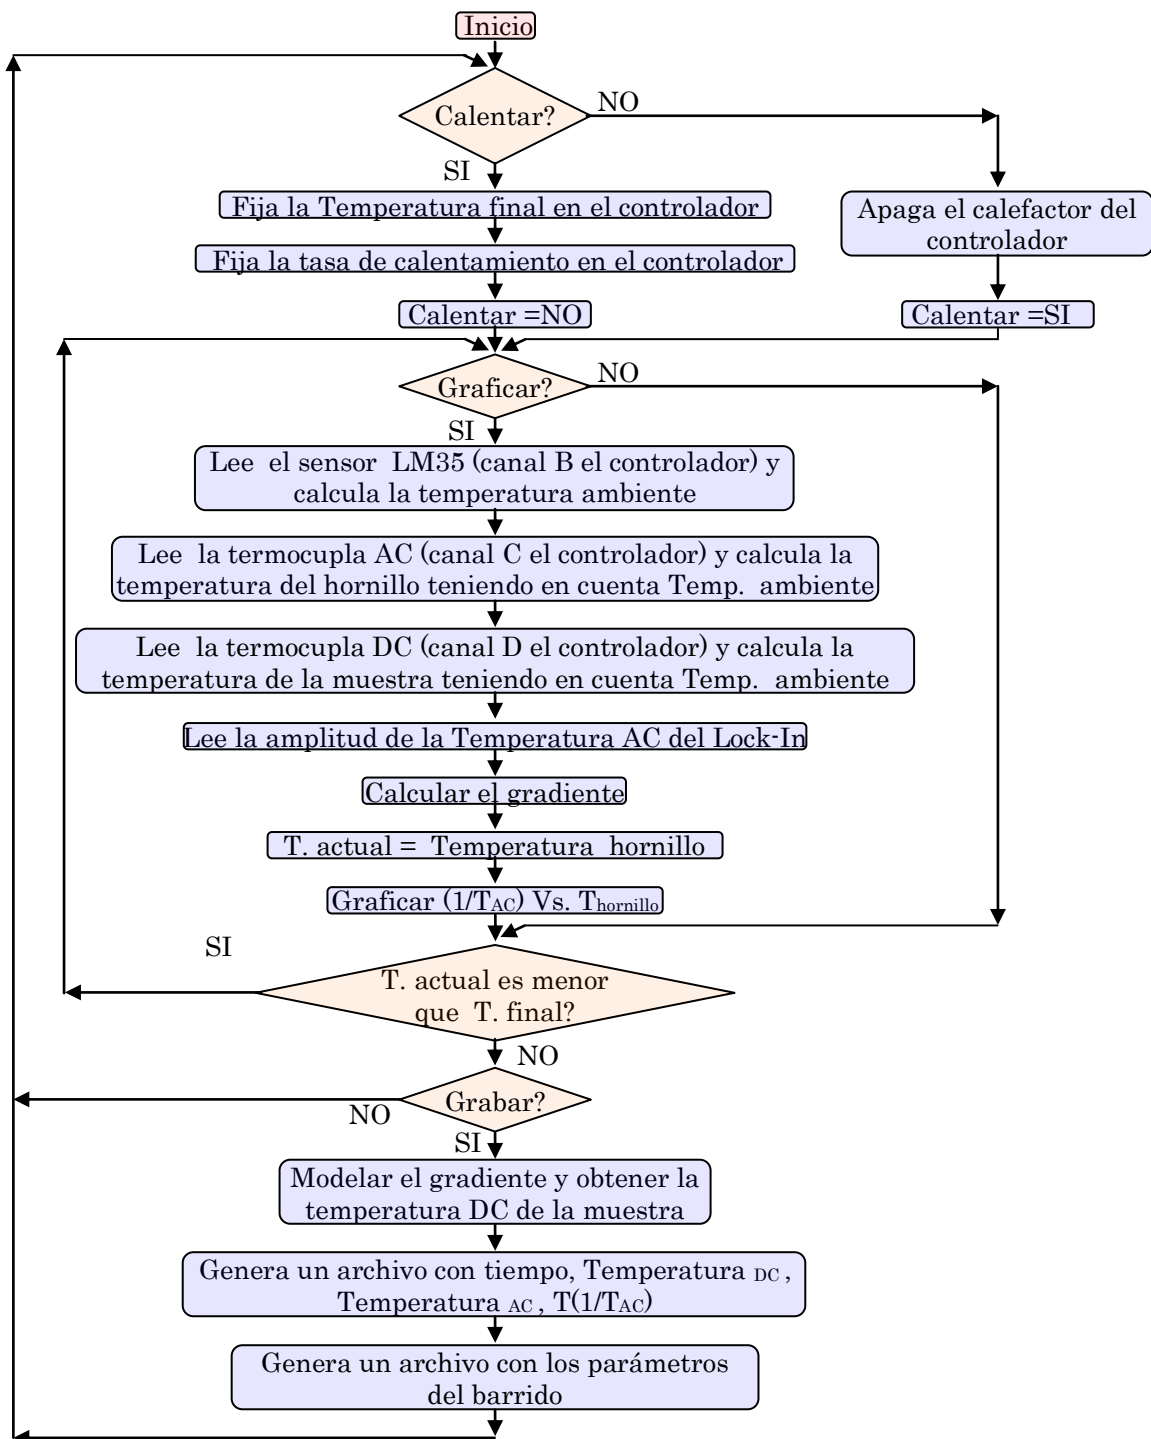 Inicio
Calentar?
NO
SI
Fija la Temperatura final en el controlador
Apaga el calefactor del
controlador
Fija la tasa de calentamiento en el controlador
Calentar =NO
Calentar =SI
Graficar?
NO
SI
Lee el sensor LM35 (canal B el controlador) y
calcula la temperatura ambiente
Lee la termocupla AC (canal C el controlador) y calcula la
temperatura del hornillo teniendo en cuenta Temp. ambiente
Lee la termocupla DC (canal D el controlador) y calcula la
temperatura de la muestra teniendo en cuenta Temp. ambiente
Lee la amplitud de la Temperatura AC del Lock-In
Calcular el gradiente
T. actual = Temperatura hornillo
Graficar (1/TAC) Vs. Thornillo
SI
T. actual es menor
que T. final?
NO
Grabar?
NO
SI
Modelar el gradiente y obtener la
temperatura DC de la muestra
Genera un archivo con tiempo, Temperatura DC ,
Temperatura AC , T(1/TAC)
Genera un archivo con los parámetros
del barrido